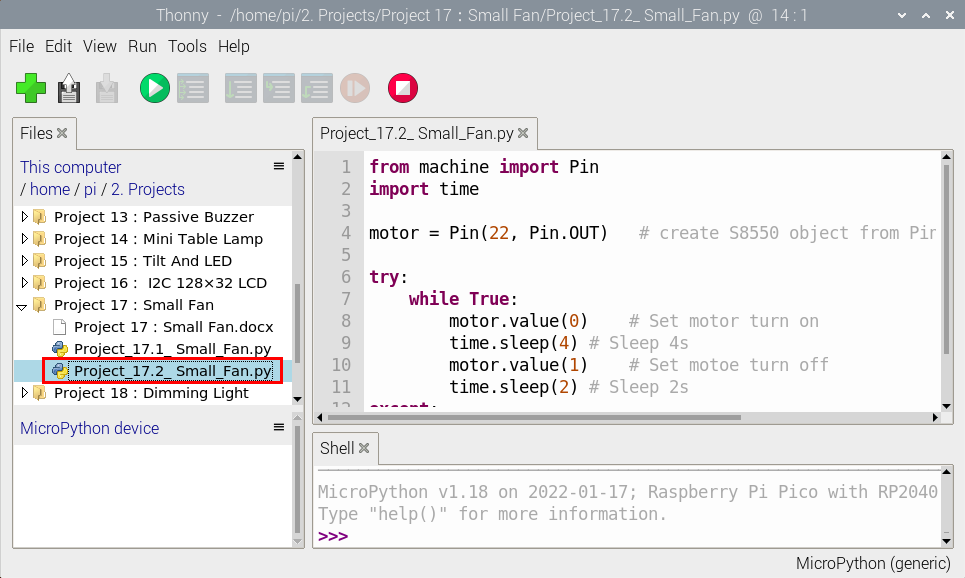 Thonny - /home/pi/2. Projects/Project 17 : Small Fan/Project_17.2_ Small_Fan.py @ 14 : 1
File Edit View Run Tools Help
Files
This computer
/ home / pi / 2. Projects
Project 13 : Passive Buzzer
Project 14 : Mini Table Lamp
Project 15 : Tilt And LED
Project 16 : I2C 128×32 LCD
Project 17 : Small Fan
Project 17 : Small Fan.docx
Project_17.1_ Small_Fan.py
Project_17.2_ Small_Fan.py
Project 18 : Dimming Light
MicroPython device
Project_17.2_ Small_Fan.py
1 from machine import Pin
2 import time
3
4 motor = Pin(22, Pin.OUT) # create S8550 object from Pin
5
6 try:
7 while True:
8 motor.value(0) # Set motor turn on
9 time.sleep(4) # Sleep 4s
10 motor.value(1) # Set motoe turn off
11 time.sleep(2) # Sleep 2s
12 except:
Shell
MicroPython v1.18 on 2022-01-17; Raspberry Pi Pico with RP2040
Type "help()" for more information.
>>>
MicroPython (generic)